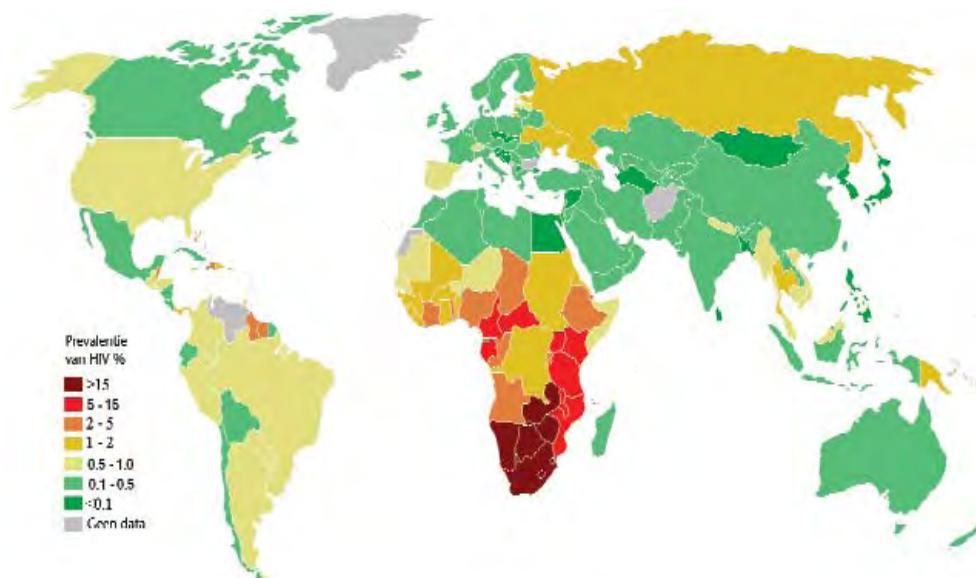 Prevalentie
van HIV %
>15
5 - 15
2 - 5
1 - 2
0.5 - 1.0
0.1 - 0.5
<0.1
Geen data